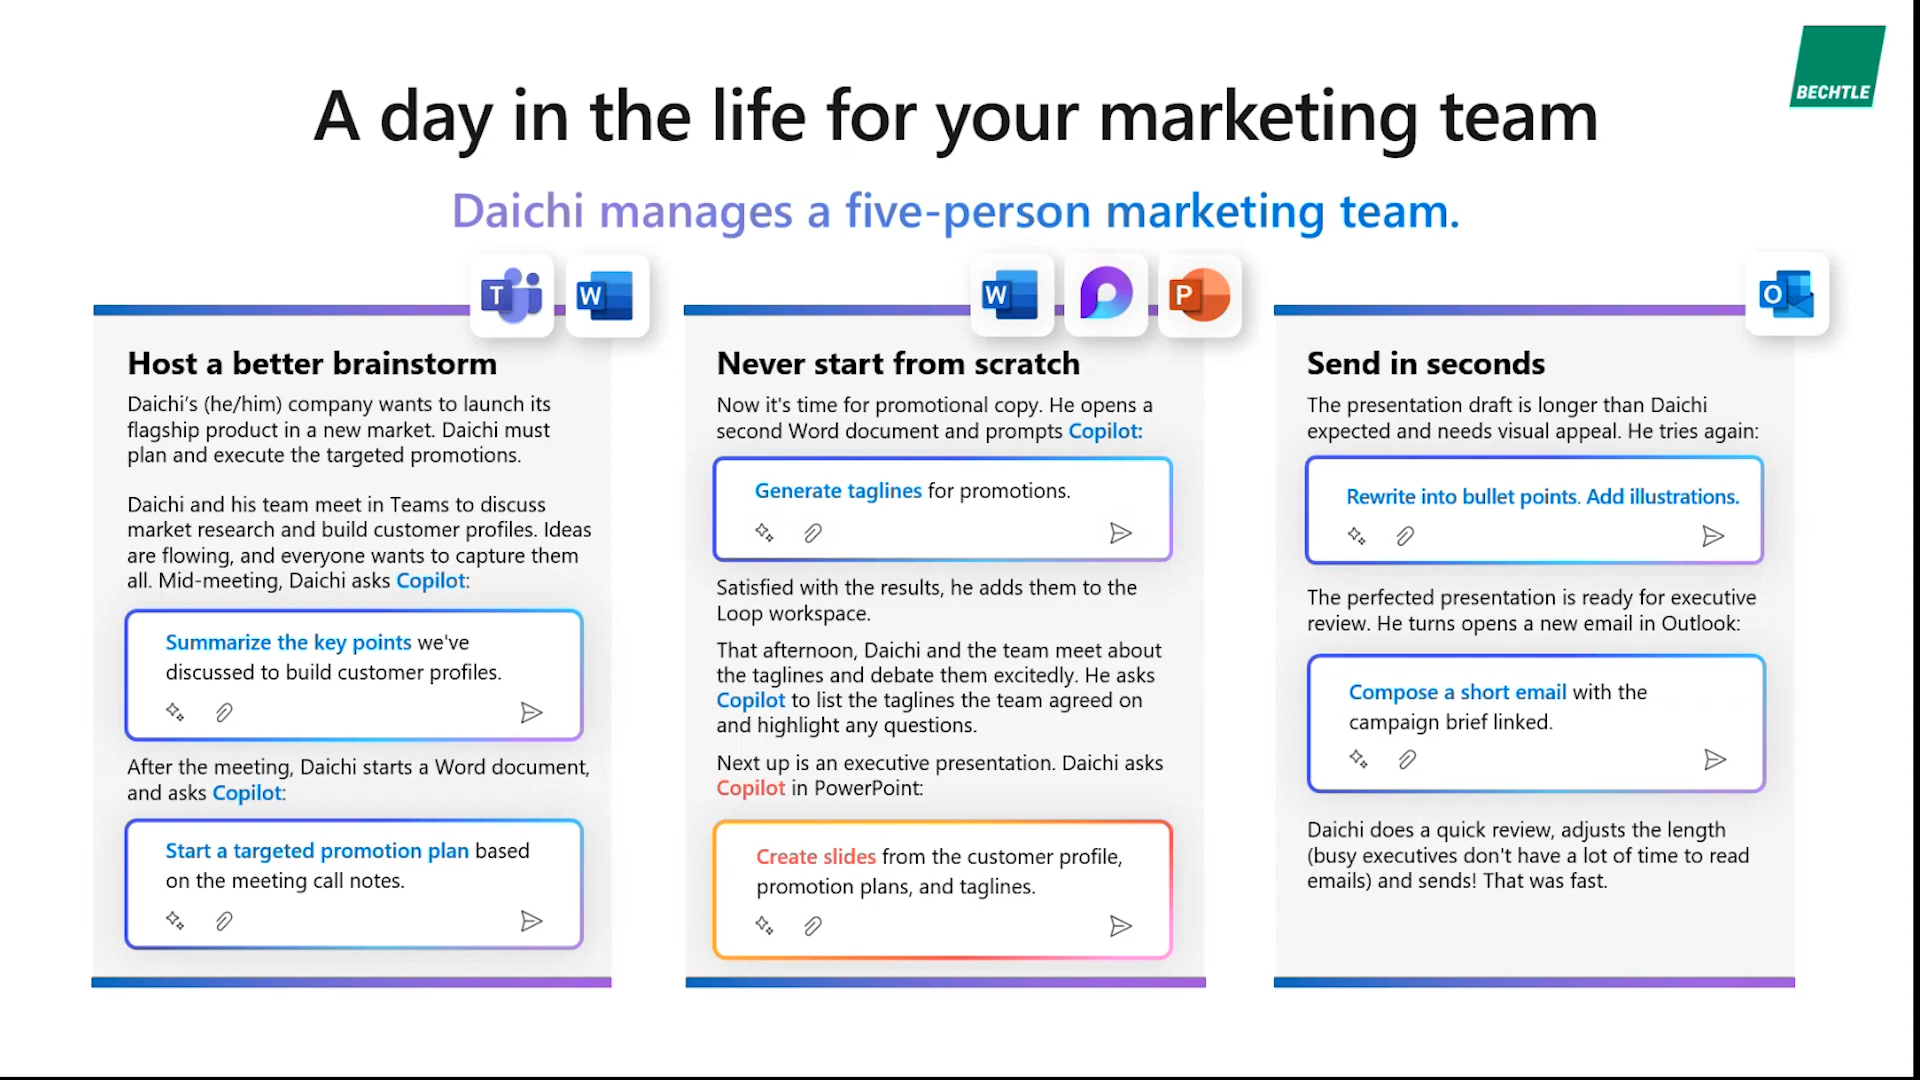 BECHTLE
A day in the life for your marketing team
Daichi manages a five-person marketing team.
T
W
Host a better brainstorm
Daichi’s (he/him) company wants to launch its
flagship product in a new market. Daichi must
plan and execute the targeted promotions.
Daichi and his team meet in Teams to discuss
market research and build customer profiles. Ideas
are flowing, and everyone wants to capture them
all. Mid-meeting, Daichi asks Copilot:
Summarize the key points we've
discussed to build customer profiles.
After the meeting, Daichi starts a Word document,
and asks Copilot:
Start a targeted promotion plan based
on the meeting call notes.
W
P
Never start from scratch
Now it's time for promotional copy. He opens a
second Word document and prompts Copilot:
Generate taglines for promotions.
Satisfied with the results, he adds them to the
Loop workspace.
That afternoon, Daichi and the team meet about
the taglines and debate them excitedly. He asks
Copilot to list the taglines the team agreed on
and highlight any questions.
Next up is an executive presentation. Daichi asks
Copilot in PowerPoint:
Create slides from the customer profile,
promotion plans, and taglines.
O
Send in seconds
The presentation draft is longer than Daichi
expected and needs visual appeal. He tries again:
Rewrite into bullet points. Add illustrations.
The perfected presentation is ready for executive
review. He turns opens a new email in Outlook:
Compose a short email with the
campaign brief linked.
Daichi does a quick review, adjusts the length
(busy executives don't have a lot of time to read
emails) and sends! That was fast.